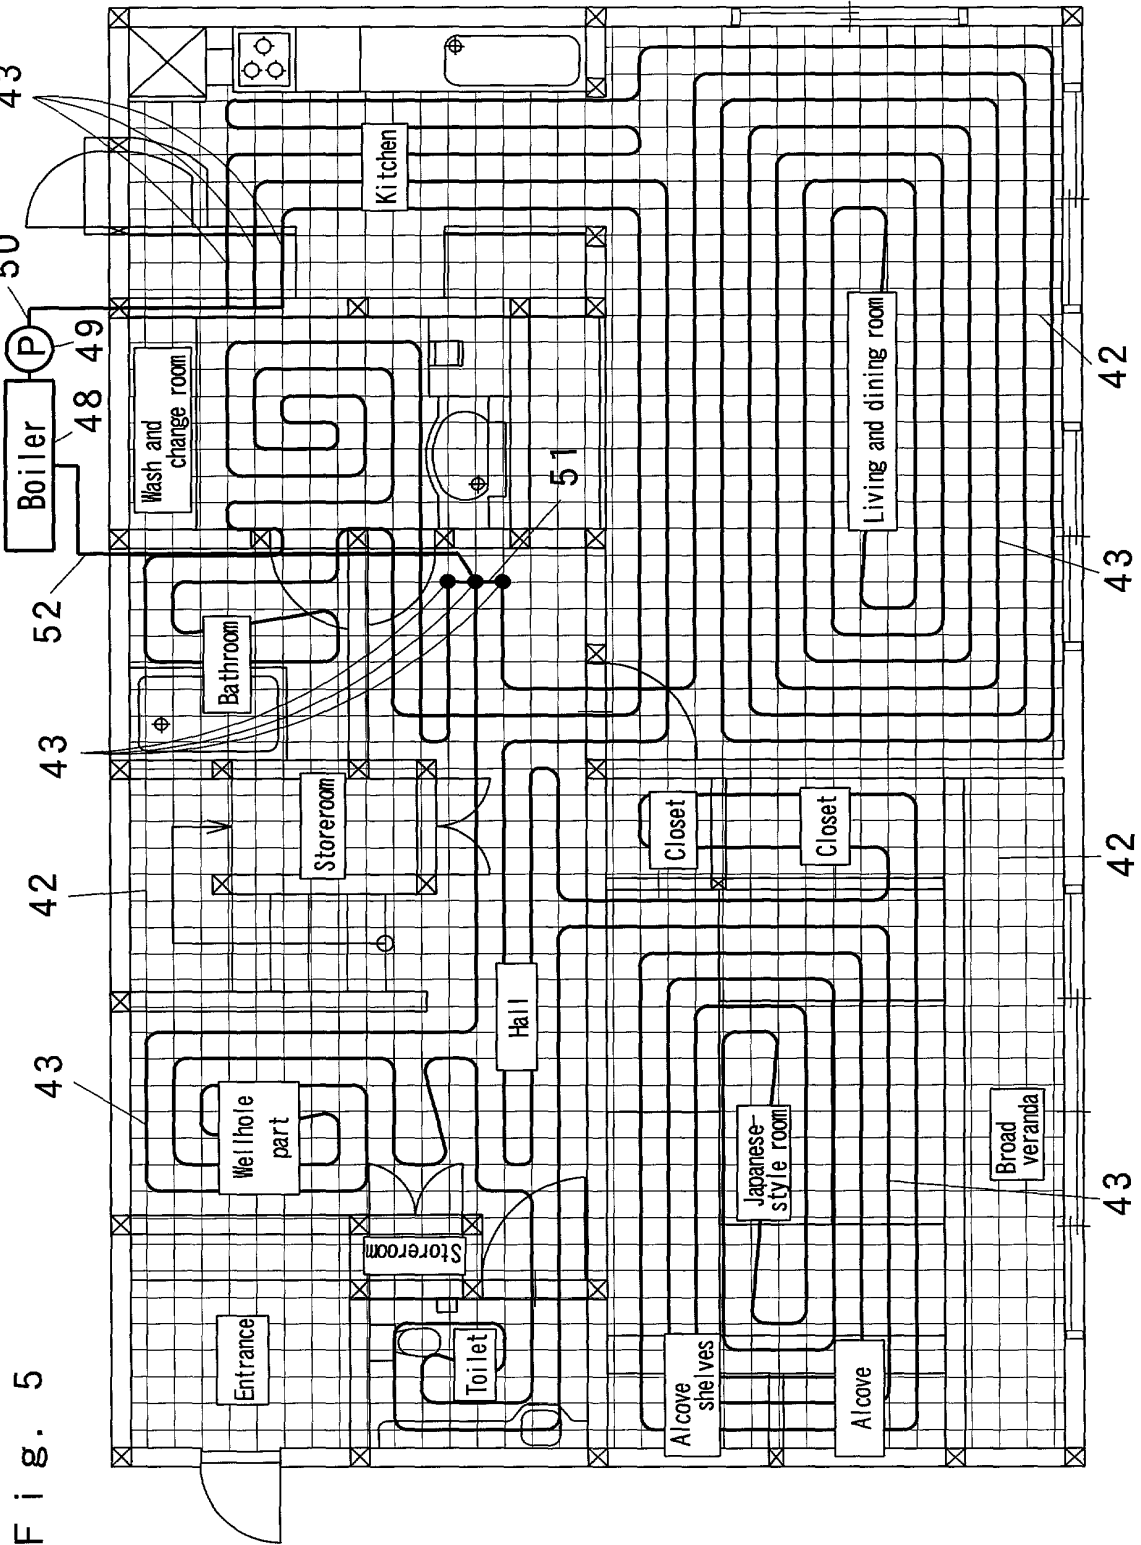 Fig. 5
43
50
P
49
Boiler
48
52
43
42
43
Kitchen
Wash and
change room
51
Living and dining room
Bathroom
Storeroom
Closet
Closet
Hall
Wellhole
part
Japanese-
style room
Broad
veranda
Storeroom
Entrance
Toilet
Alcove
shelves
Alcove
42
43
42
43